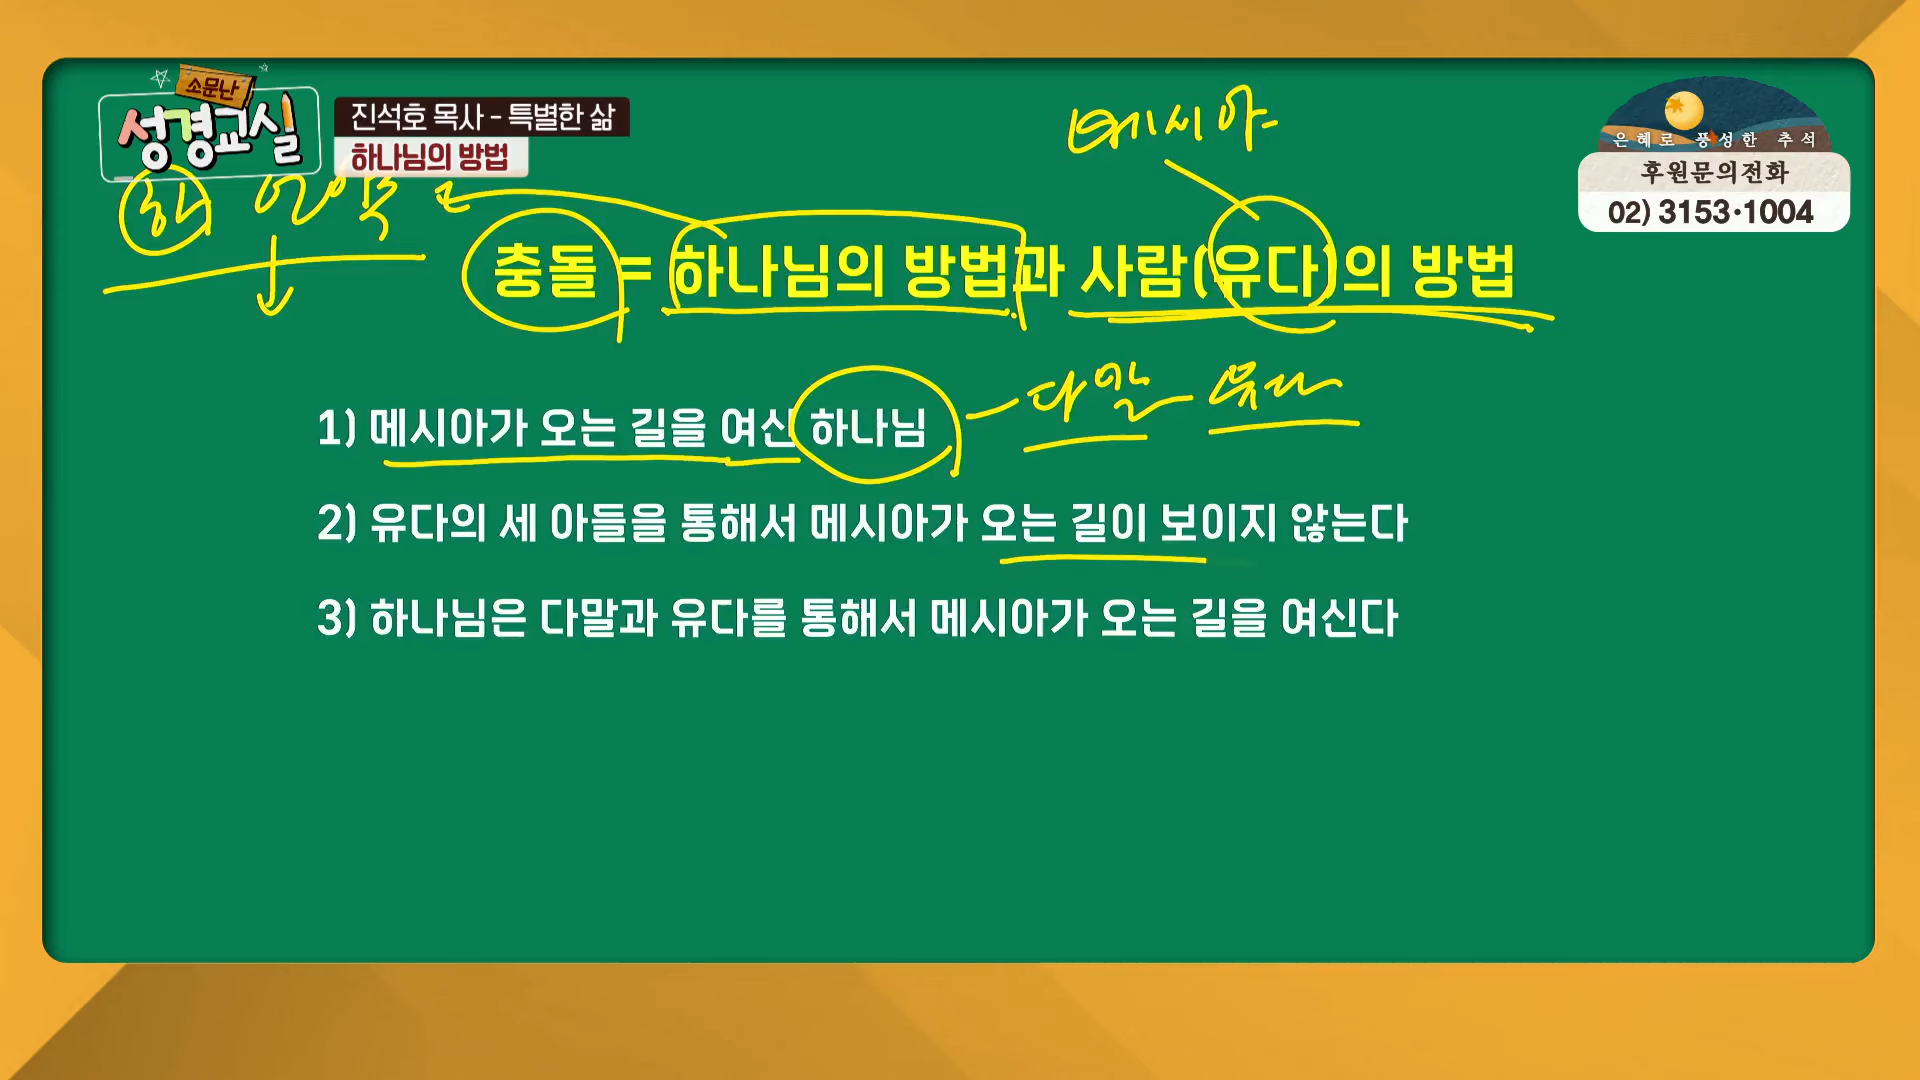 소문난
성경교실
진석호 목사 - 특별한 삶
하나님의 방법
은혜로 풍성한 추석
후원문의전화
02) 3153·1004
메시아
하 언약
충돌 = 하나님의 방법과 사람(유다)의 방법
다말 유다
1) 메시아가 오는 길을 여신 하나님
2) 유다의 세 아들을 통해서 메시아가 오는 길이 보이지 않는다
3) 하나님은 다말과 유다를 통해서 메시아가 오는 길을 여신다